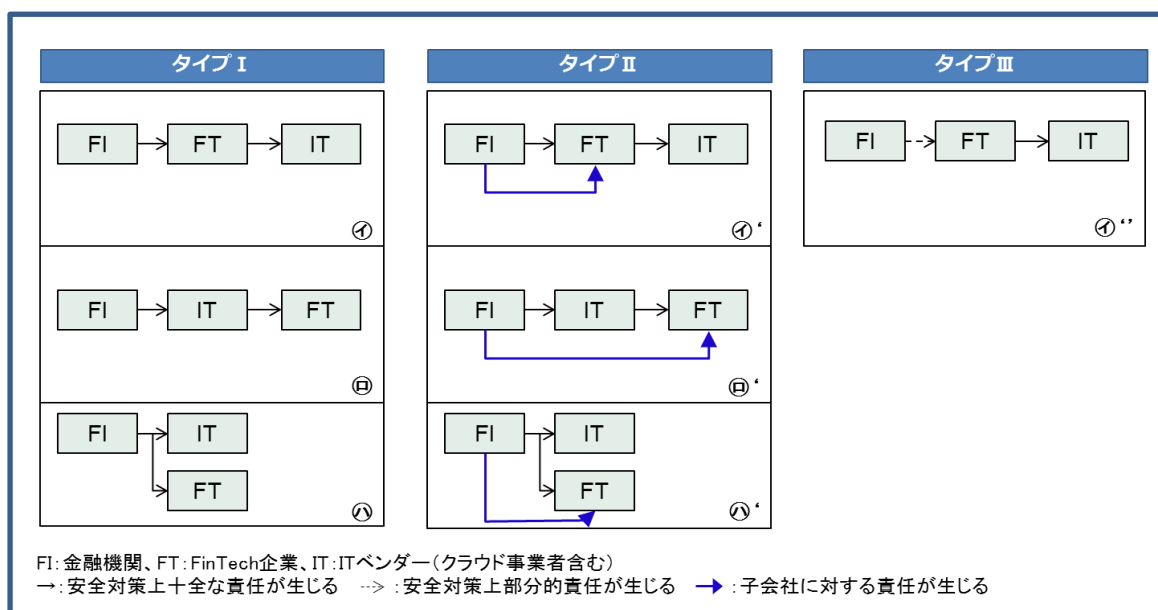 タイプⅠ
FI FT IT
㋑
FI IT FT
㋺
FI IT
FT
㋩
タイプⅡ
FI FT IT
㋑‘
FI IT FT
㋺‘
FI IT
FT
㋩‘
タイプⅢ
FI FT IT
㋑‘’
FI:金融機関、FT:FinTech企業、IT:ITベンダー(クラウド事業者含む)
→:安全対策上十全な責任が生じる -->:安全対策上部分的責任が生じる →:子会社に対する責任が生じる